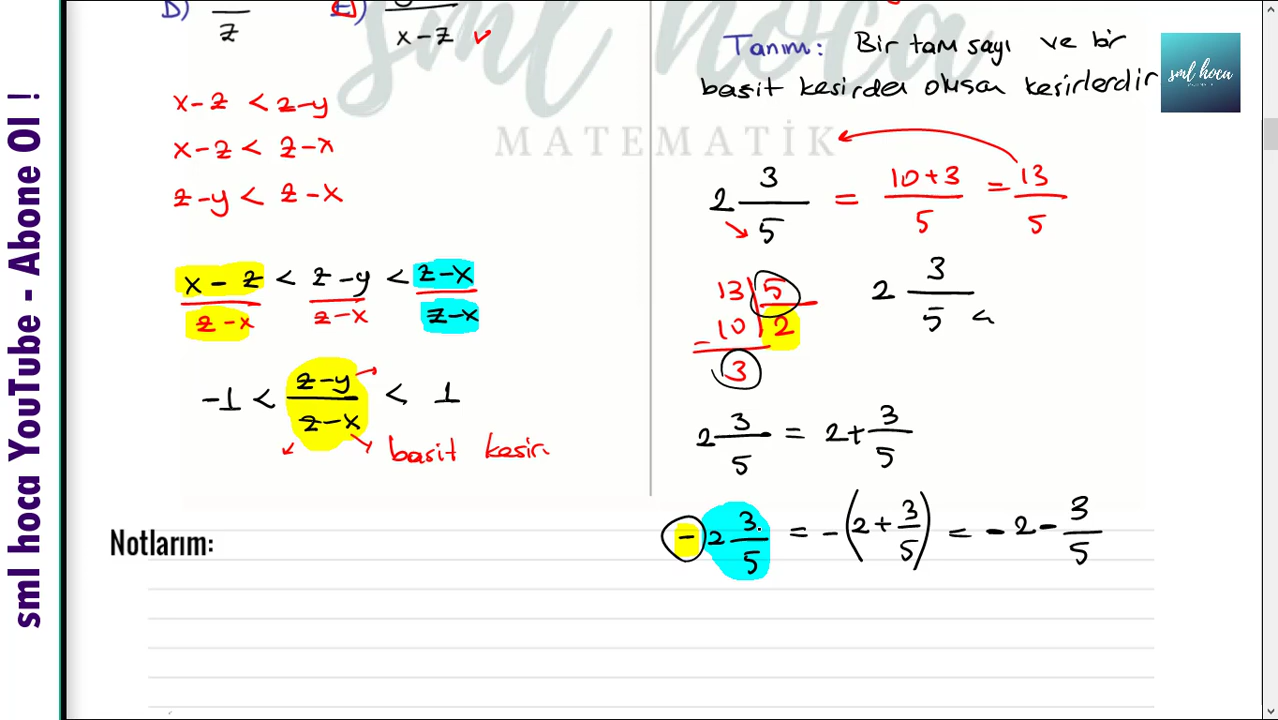 sml hoca YouTube - Abone Ol !
D) z
E) x-z
x-z < z-y
x-z < z-x
z-y < z-x
x-z < z-y < z-x
z-x z-x z-x
-1 < (z-y)/(z-x) < 1
basit kesir
Notlarım:
sml hoca
MATEMATİK
Tanım: Bir tam sayı ve bir
basit kesirden oluşan kesirlerdir
sml hoca
2 3/5 = (10+3)/5 = 13/5
13 5
10 2
- 3
2 3/5
2 3/5 = 2+3/5
-2 3/5 = -(2+3/5) = -2-3/5